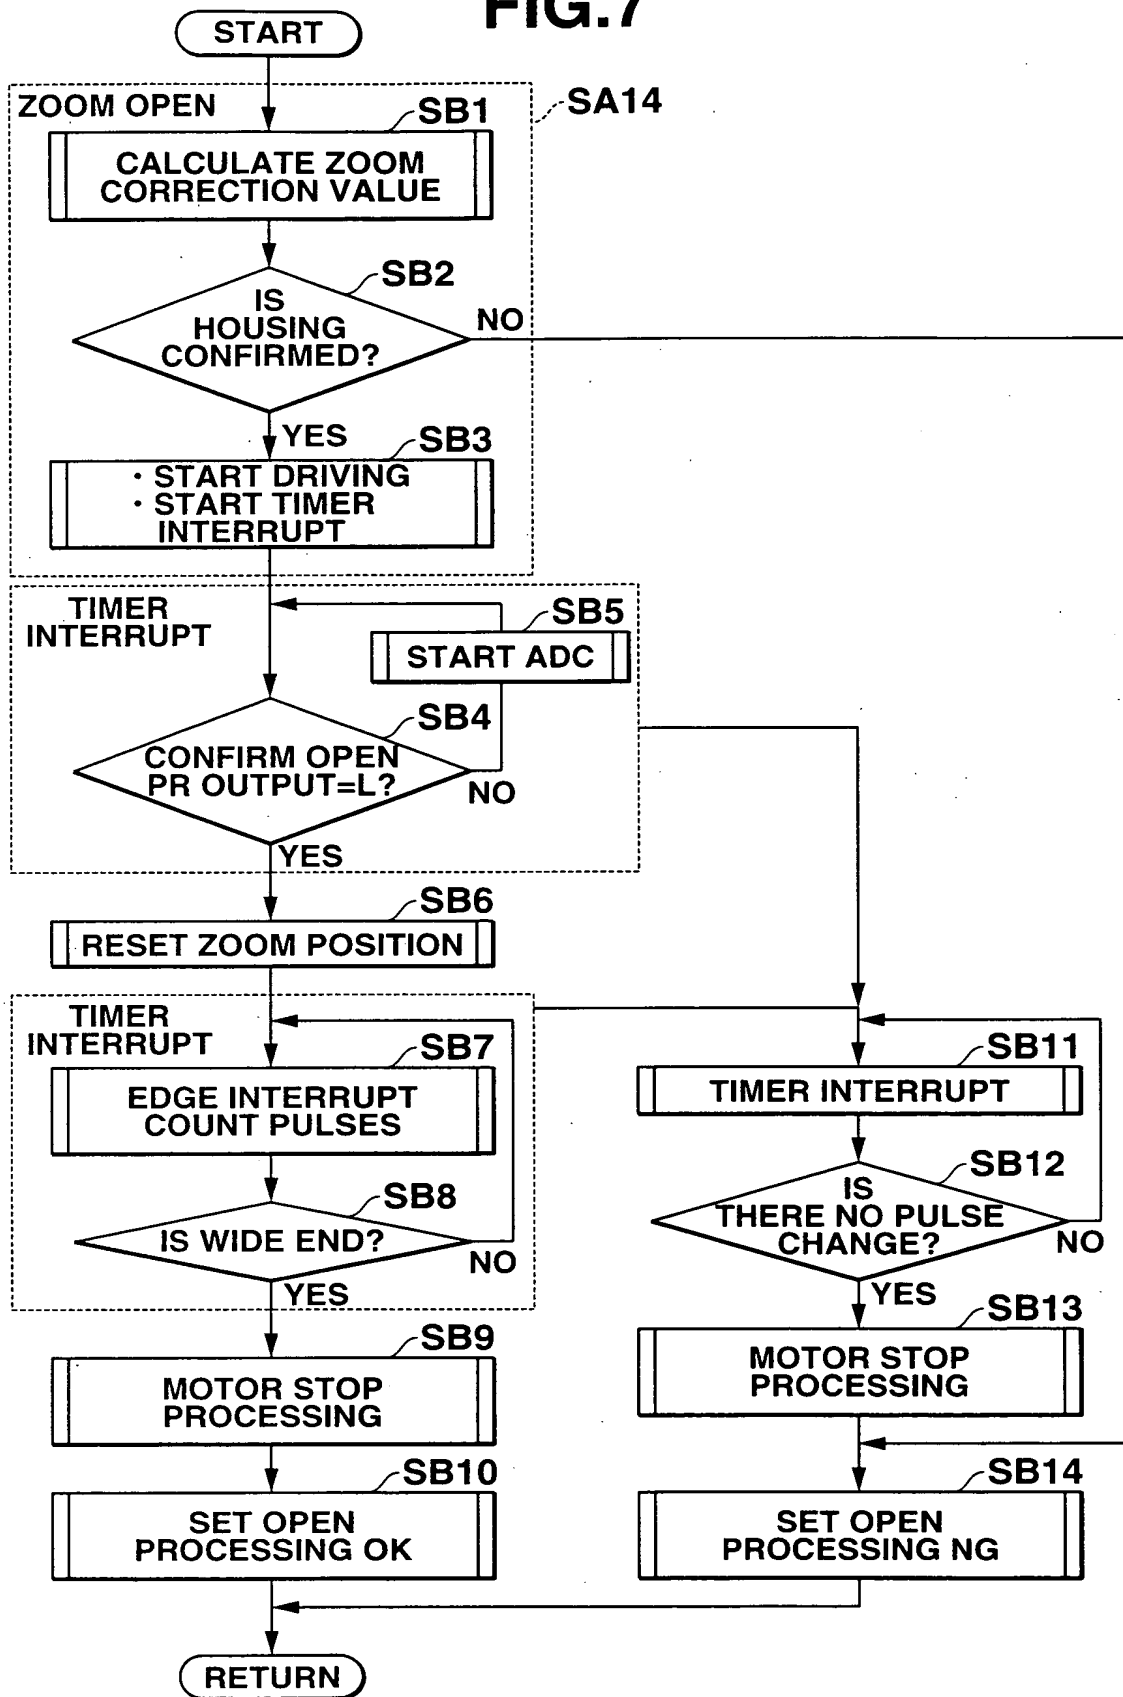 FIG.7
START
ZOOM OPEN
SA14
SB1
CALCULATE ZOOM
CORRECTION VALUE
SB2
IS
HOUSING
CONFIRMED?
NO
YES
SB3
· START DRIVING
· START TIMER
INTERRUPT
TIMER
INTERRUPT
SB5
START ADC
SB4
CONFIRM OPEN
PR OUTPUT=L?
NO
YES
SB6
RESET ZOOM POSITION
TIMER
INTERRUPT
SB7
EDGE INTERRUPT
COUNT PULSES
SB8
IS WIDE END?
NO
YES
SB9
MOTOR STOP
PROCESSING
SB10
SET OPEN
PROCESSING OK
SB11
TIMER INTERRUPT
SB12
IS
THERE NO PULSE
CHANGE?
NO
YES
SB13
MOTOR STOP
PROCESSING
SB14
SET OPEN
PROCESSING NG
RETURN